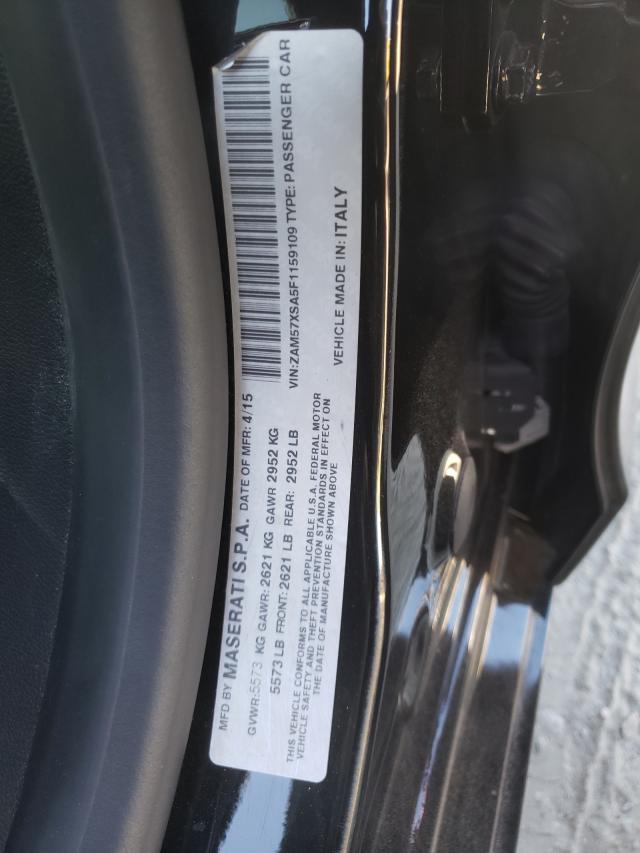 MFD BY MASERATI S.P.A. DATE OF MFR: 4/15
GVWR:5573 KG GAWR: 2621 KG GAWR 2952 KG
5573 LB FRONT: 2621 LB REAR: 2952 LB
THIS VEHICLE CONFORMS TO ALL APPLICABLE U.S.A. FEDERAL MOTOR
VEHICLE SAFETY AND THEFT PREVENTION STANDARDS IN EFFECT ON
THE DATE OF MANUFACTURE SHOWN ABOVE
VIN:ZAM57XSA5F1159109 TYPE: PASSENGER CAR
VEHICLE MADE IN: ITALY